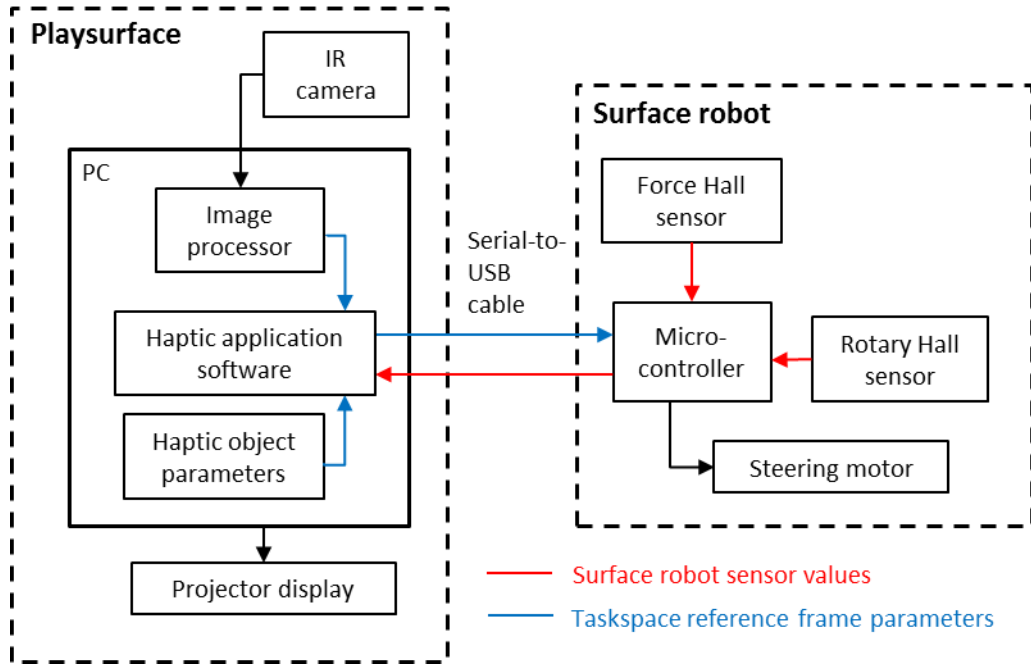 Playsurface
IR
camera
PC
Image
processor
Haptic application
software
Haptic object
parameters
Projector display
Serial-to-
USB
cable
Surface robot
Force Hall
sensor
Micro-
controller
Rotary Hall
sensor
Steering motor
Surface robot sensor values
Taskspace reference frame parameters